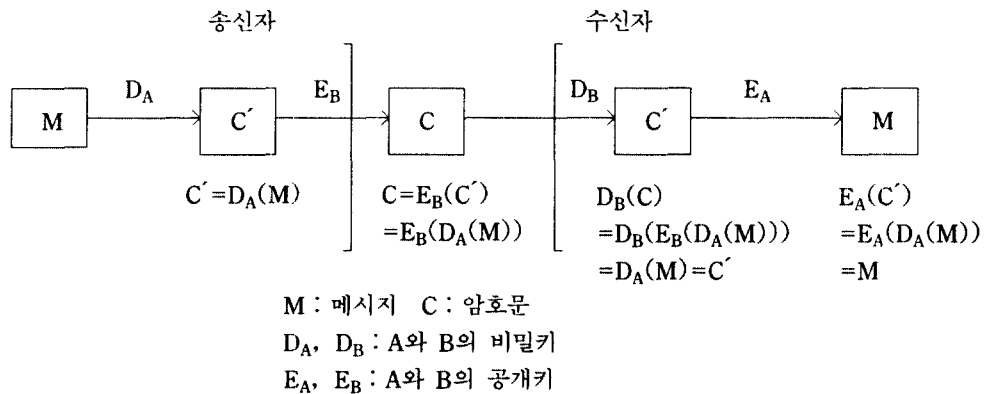 송신자 수신자
D_A E_B D_B E_A
M C´ C C´ M
C´=D_A(M) C=E_B(C´) D_B(C) E_A(C´)
=E_B(D_A(M)) =D_B(E_B(D_A(M))) =E_A(D_A(M))
=D_A(M)=C´ =M
M : 메시지 C : 암호문
D_A, D_B : A와 B의 비밀키
E_A, E_B : A와 B의 공개키